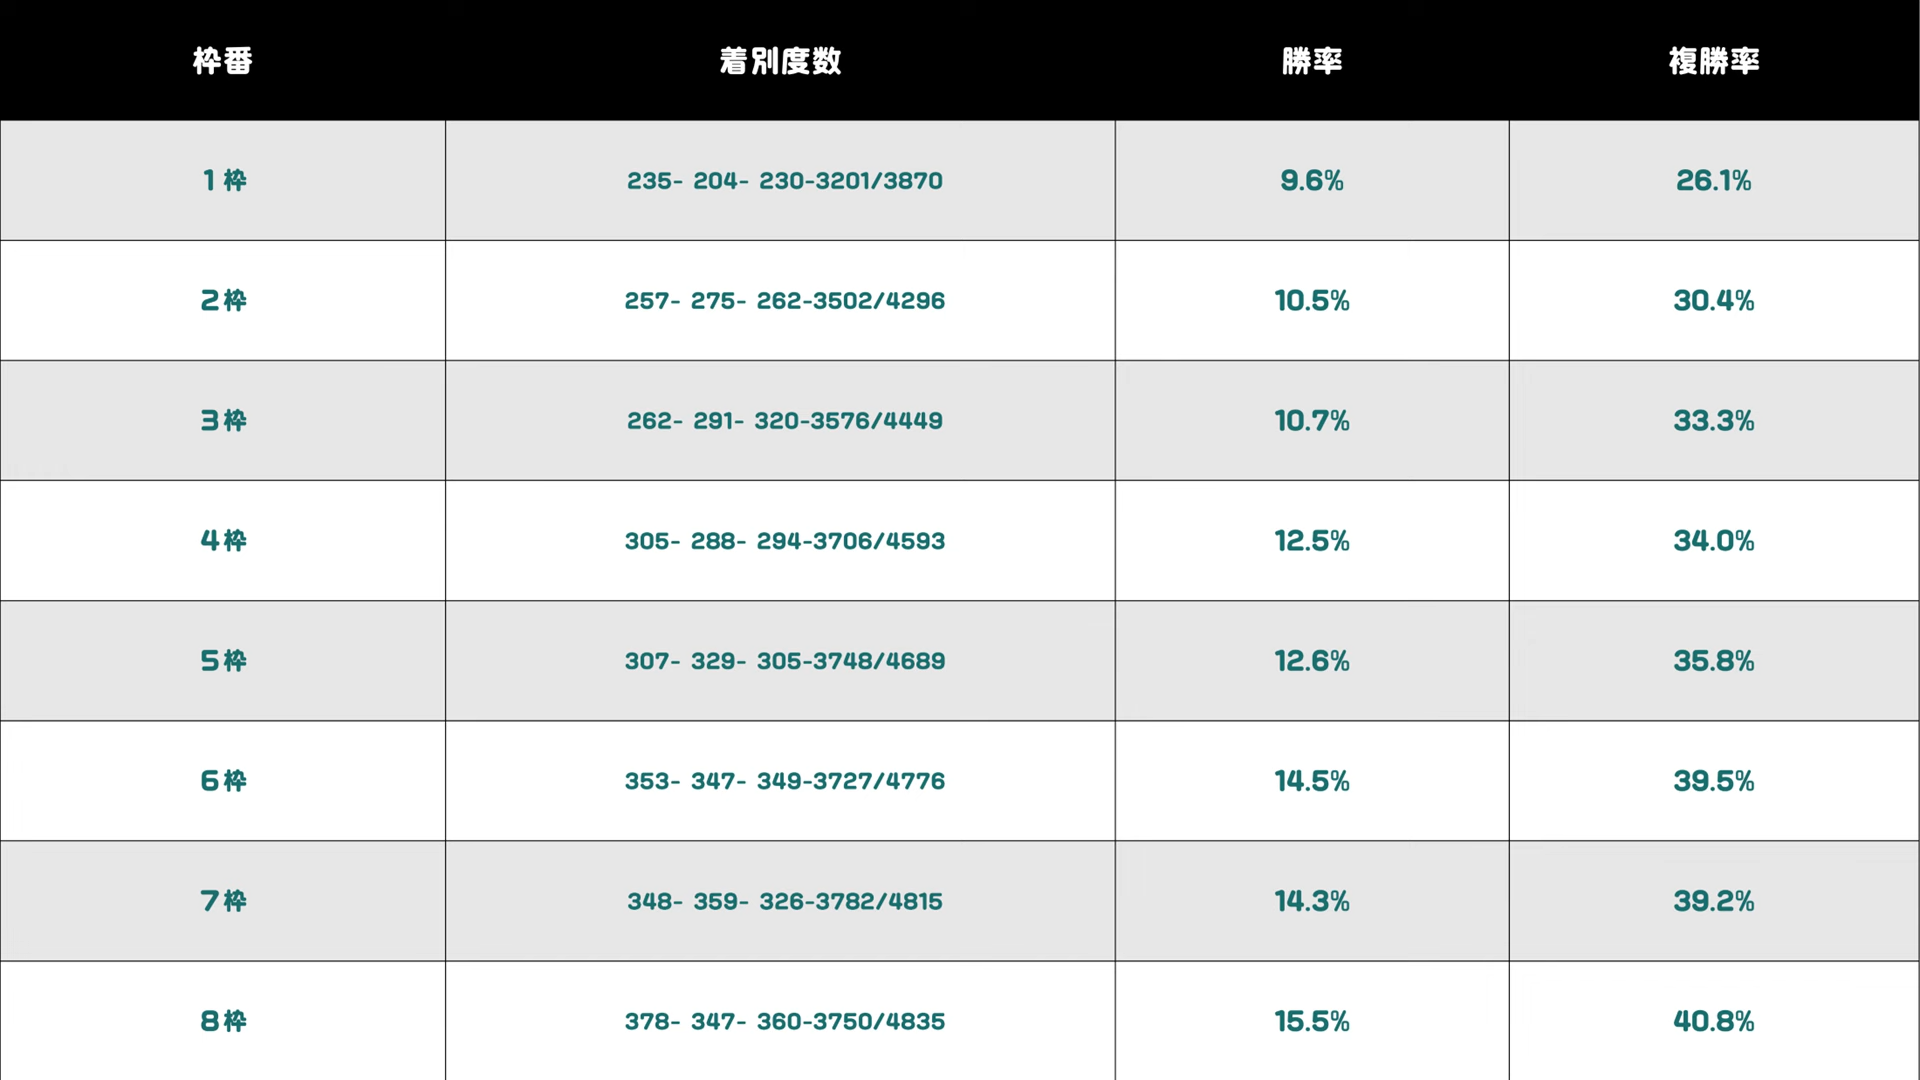 枠番 着別度数 勝率 複勝率
1枠 235- 204- 230-3201/3870 9.6% 26.1%
2枠 257- 275- 262-3502/4296 10.5% 30.4%
3枠 262- 291- 320-3576/4449 10.7% 33.3%
4枠 305- 288- 294-3706/4593 12.5% 34.0%
5枠 307- 329- 305-3748/4689 12.6% 35.8%
6枠 353- 347- 349-3727/4776 14.5% 39.5%
7枠 348- 359- 326-3782/4815 14.3% 39.2%
8枠 378- 347- 360-3750/4835 15.5% 40.8%